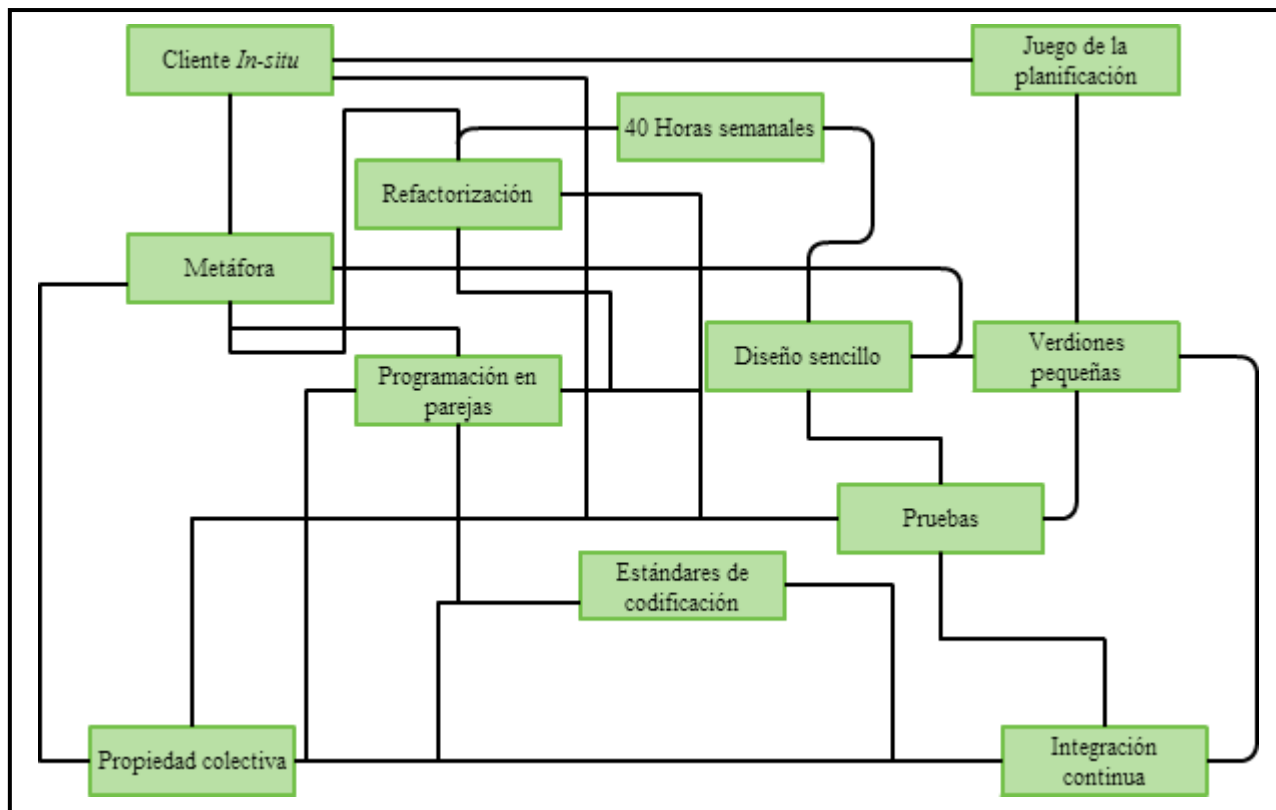 Cliente In-situ
Juego de la
planificación
40 Horas semanales
Refactorización
Metáfora
Diseño sencillo
Verdiones
pequeñas
Programación en
parejas
Pruebas
Estándares de
codificación
Propiedad colectiva
Integración
continua